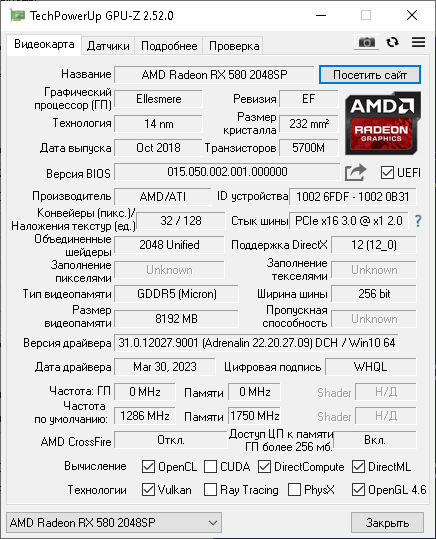 TechPowerUp GPU-Z 2.52.0
Видеокарта Датчики Подробнее Проверка
Название AMD Radeon RX 580 2048SP Посетить сайт
Графический процессор (ГП) Ellesmere Ревизия EF
AMD RADEON GRAPHICS
Технология 14 nm Размер кристалла 232 mm²
Дата выпуска Oct 2018 Транзисторов 5700M
Версия BIOS 015.050.002.001.000000 UEFI
Производитель AMD/ATI ID устройства 1002 6FDF - 1002 0B31
Конвейеры (пикс.)/ Наложения текстур (ед.) 32 / 128 Стык шины PCIe x16 3.0 @ x1 2.0 ?
Объединенные шейдеры 2048 Unified Поддержка DirectX 12 (12_0)
Заполнение пикселями Unknown Заполнение текселями Unknown
Тип видеопамяти GDDR5 (Micron) Ширина шины 256 bit
Размер видеопамяти 8192 MB Пропускная способность Unknown
Версия драйвера 31.0.12027.9001 (Adrenalin 22.20.27.09) DCH / Win10 64
Дата драйвера Mar 30, 2023 Цифровая подпись WHQL
Частота: ГП 0 MHz Памяти 0 MHz Shader Н/Д
Частота по умолчанию: 1286 MHz Памяти 1750 MHz Shader Н/Д
AMD CrossFire Откл. Доступ ЦП к памяти ГП более 256 мб. Вкл.
Вычисление OpenCL CUDA DirectCompute DirectML
Технологии Vulkan Ray Tracing PhysX OpenGL 4.6
AMD Radeon RX 580 2048SP Закрыть